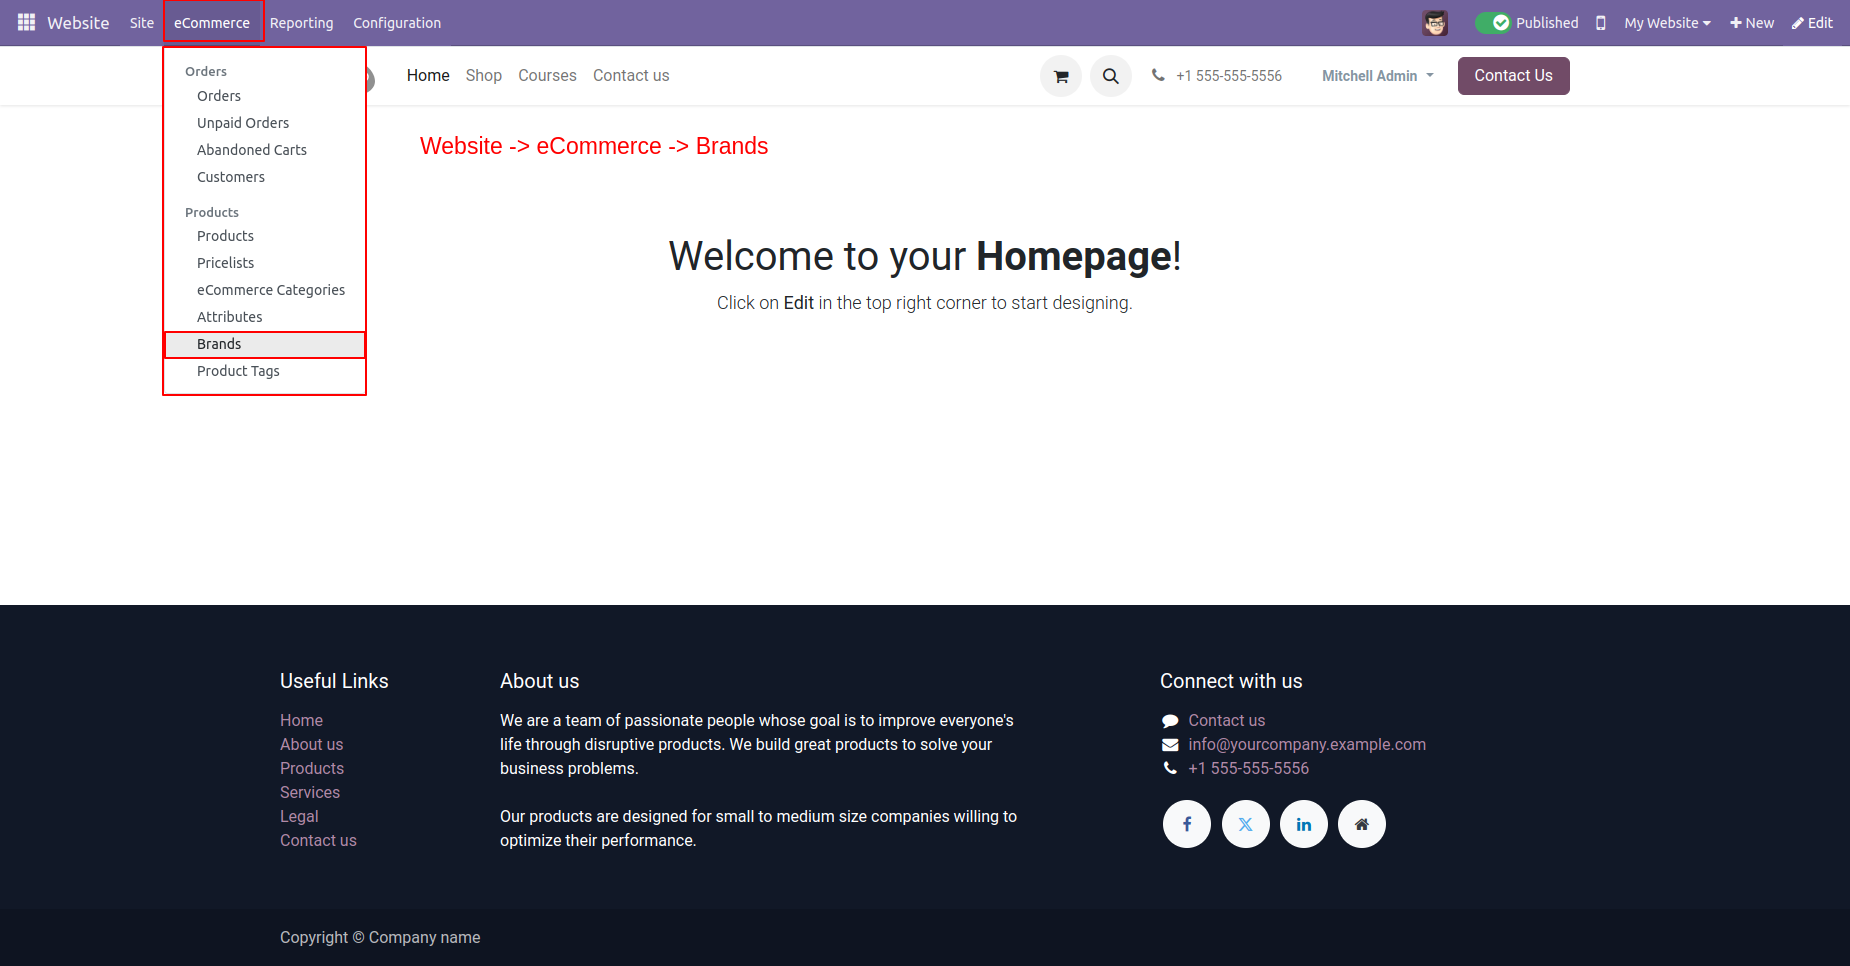 Website Site eCommerce Reporting Configuration Published My Website New Edit
Home Shop Courses Contact us +1 555-555-5556 Mitchell Admin Contact Us
Orders
Orders
Unpaid Orders
Abandoned Carts
Customers
Products
Products
Pricelists
eCommerce Categories
Attributes
Brands
Product Tags
Website -> eCommerce -> Brands
Welcome to your Homepage!
Click on Edit in the top right corner to start designing.
Useful Links
Home
About us
Products
Services
Legal
Contact us
About us
We are a team of passionate people whose goal is to improve everyone's
life through disruptive products. We build great products to solve your
business problems.
Our products are designed for small to medium size companies willing to
optimize their performance.
Connect with us
Contact us
info@yourcompany.example.com
+1 555-555-5556
Copyright © Company name